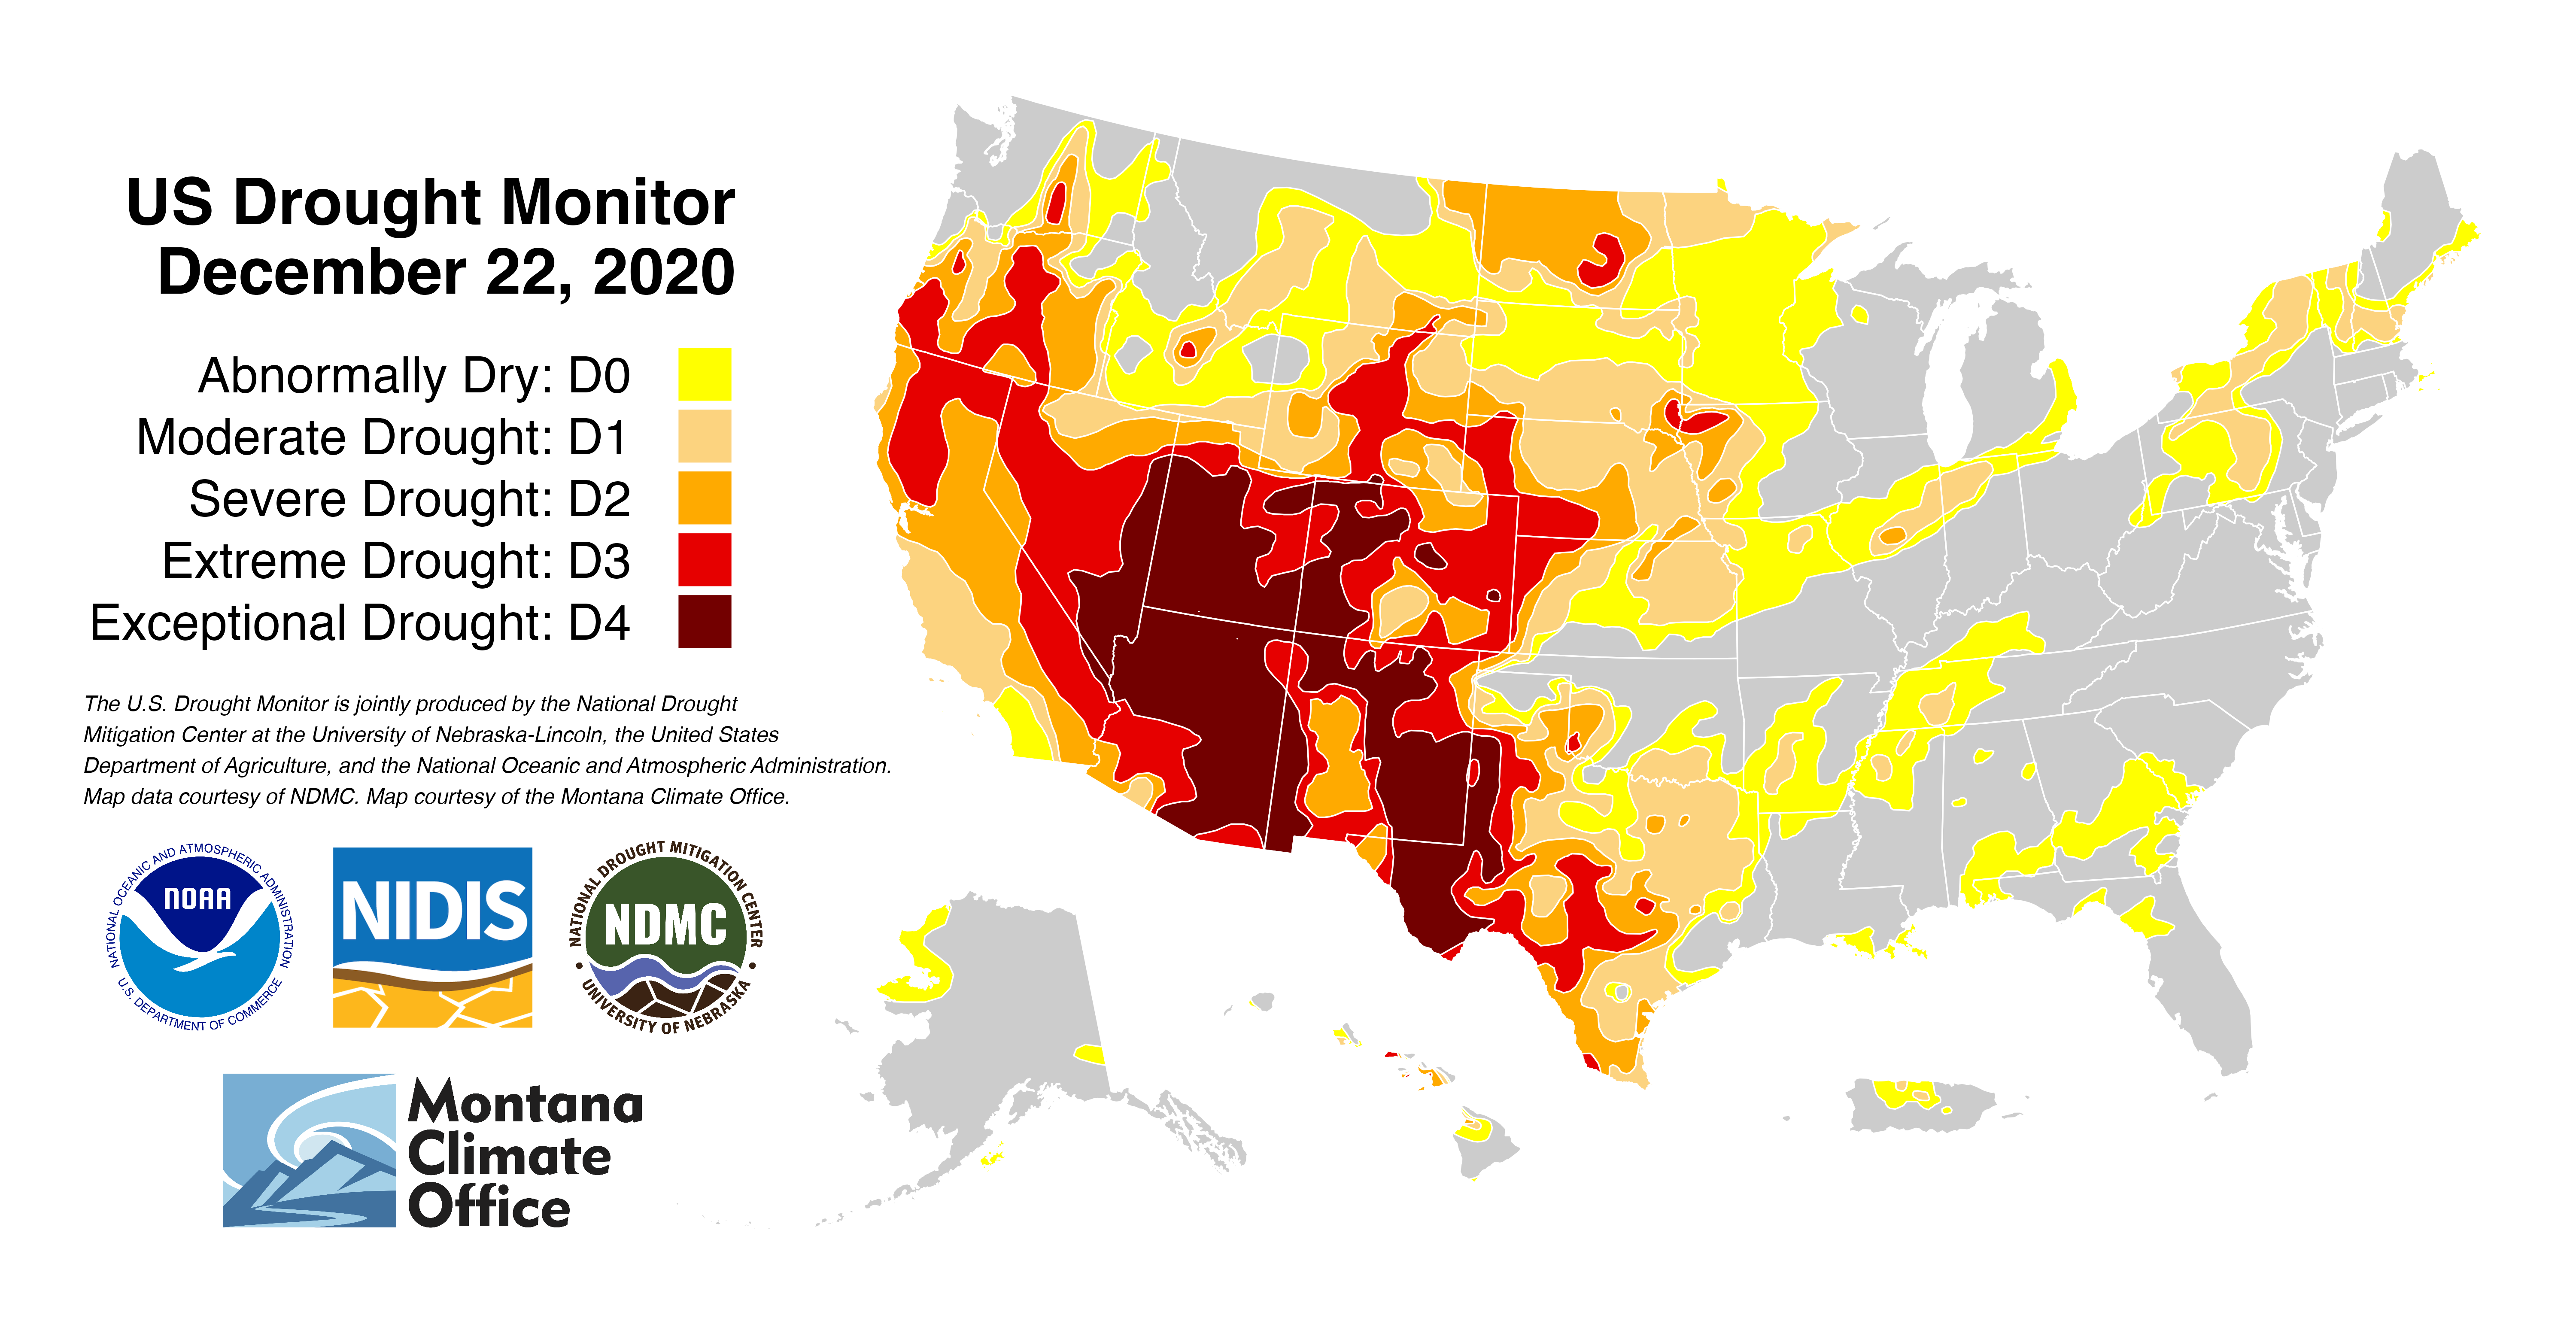 US Drought Monitor
December 22, 2020
Abnormally Dry: D0
Moderate Drought: D1
Severe Drought: D2
Extreme Drought: D3
Exceptional Drought: D4
The U.S. Drought Monitor is jointly produced by the National Drought
Mitigation Center at the University of Nebraska-Lincoln, the United States
Department of Agriculture, and the National Oceanic and Atmospheric Administration.
Map data courtesy of NDMC. Map courtesy of the Montana Climate Office.
NATIONAL OCEANIC AND ATMOSPHERIC ADMINISTRATION
NOAA
U.S. DEPARTMENT OF COMMERCE
NIDIS
NATIONAL DROUGHT MITIGATION CENTER
NDMC
UNIVERSITY OF NEBRASKA
Montana
Climate
Office